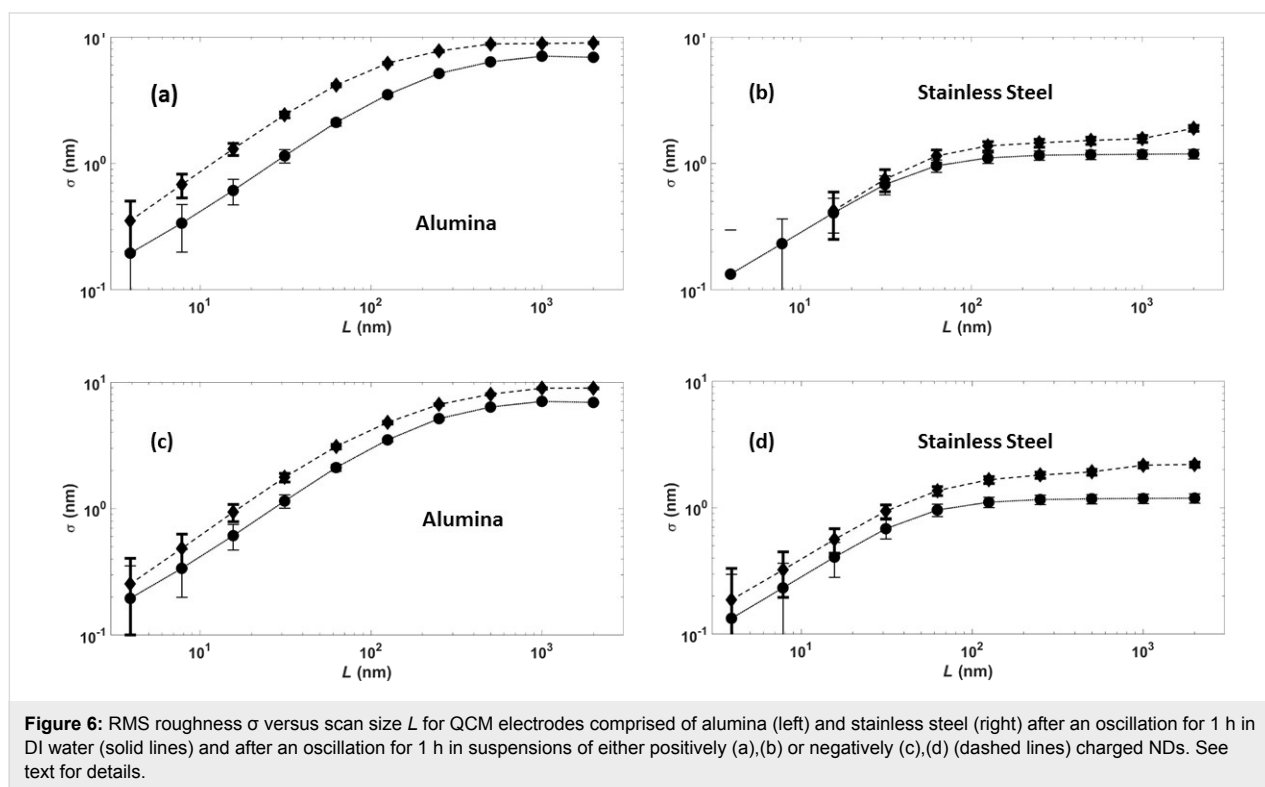 10¹
(a)
σ (nm)
10⁰
Alumina
10⁻¹
10¹ 10² 10³
L (nm)
10¹
(b) Stainless Steel
σ (nm)
10⁰
10⁻¹
10¹ 10² 10³
L (nm)
10¹
(c)
σ (nm)
10⁰
Alumina
10⁻¹
10¹ 10² 10³
L (nm)
10¹
(d) Stainless Steel
σ (nm)
10⁰
10⁻¹
10¹ 10² 10³
L (nm)
Figure 6: RMS roughness σ versus scan size L for QCM electrodes comprised of alumina (left) and stainless steel (right) after an oscillation for 1 h in
DI water (solid lines) and after an oscillation for 1 h in suspensions of either positively (a),(b) or negatively (c),(d) (dashed lines) charged NDs. See
text for details.